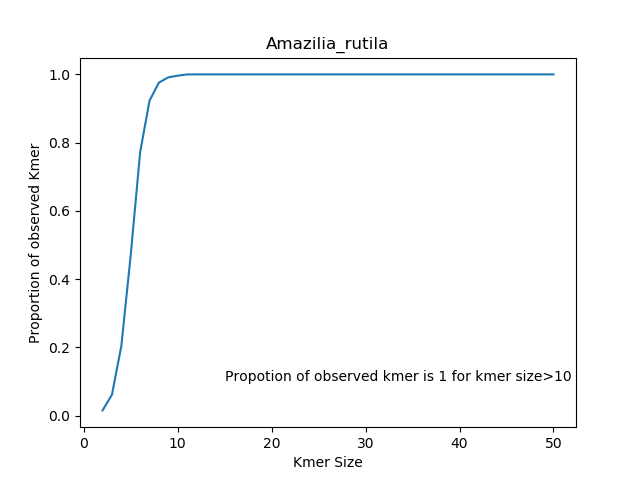 Amazilia_rutila
Proportion of observed Kmer
1.0
0.8
0.6
0.4
0.2
0.0
Propotion of observed kmer is 1 for kmer size>10
0 10 20 30 40 50
Kmer Size